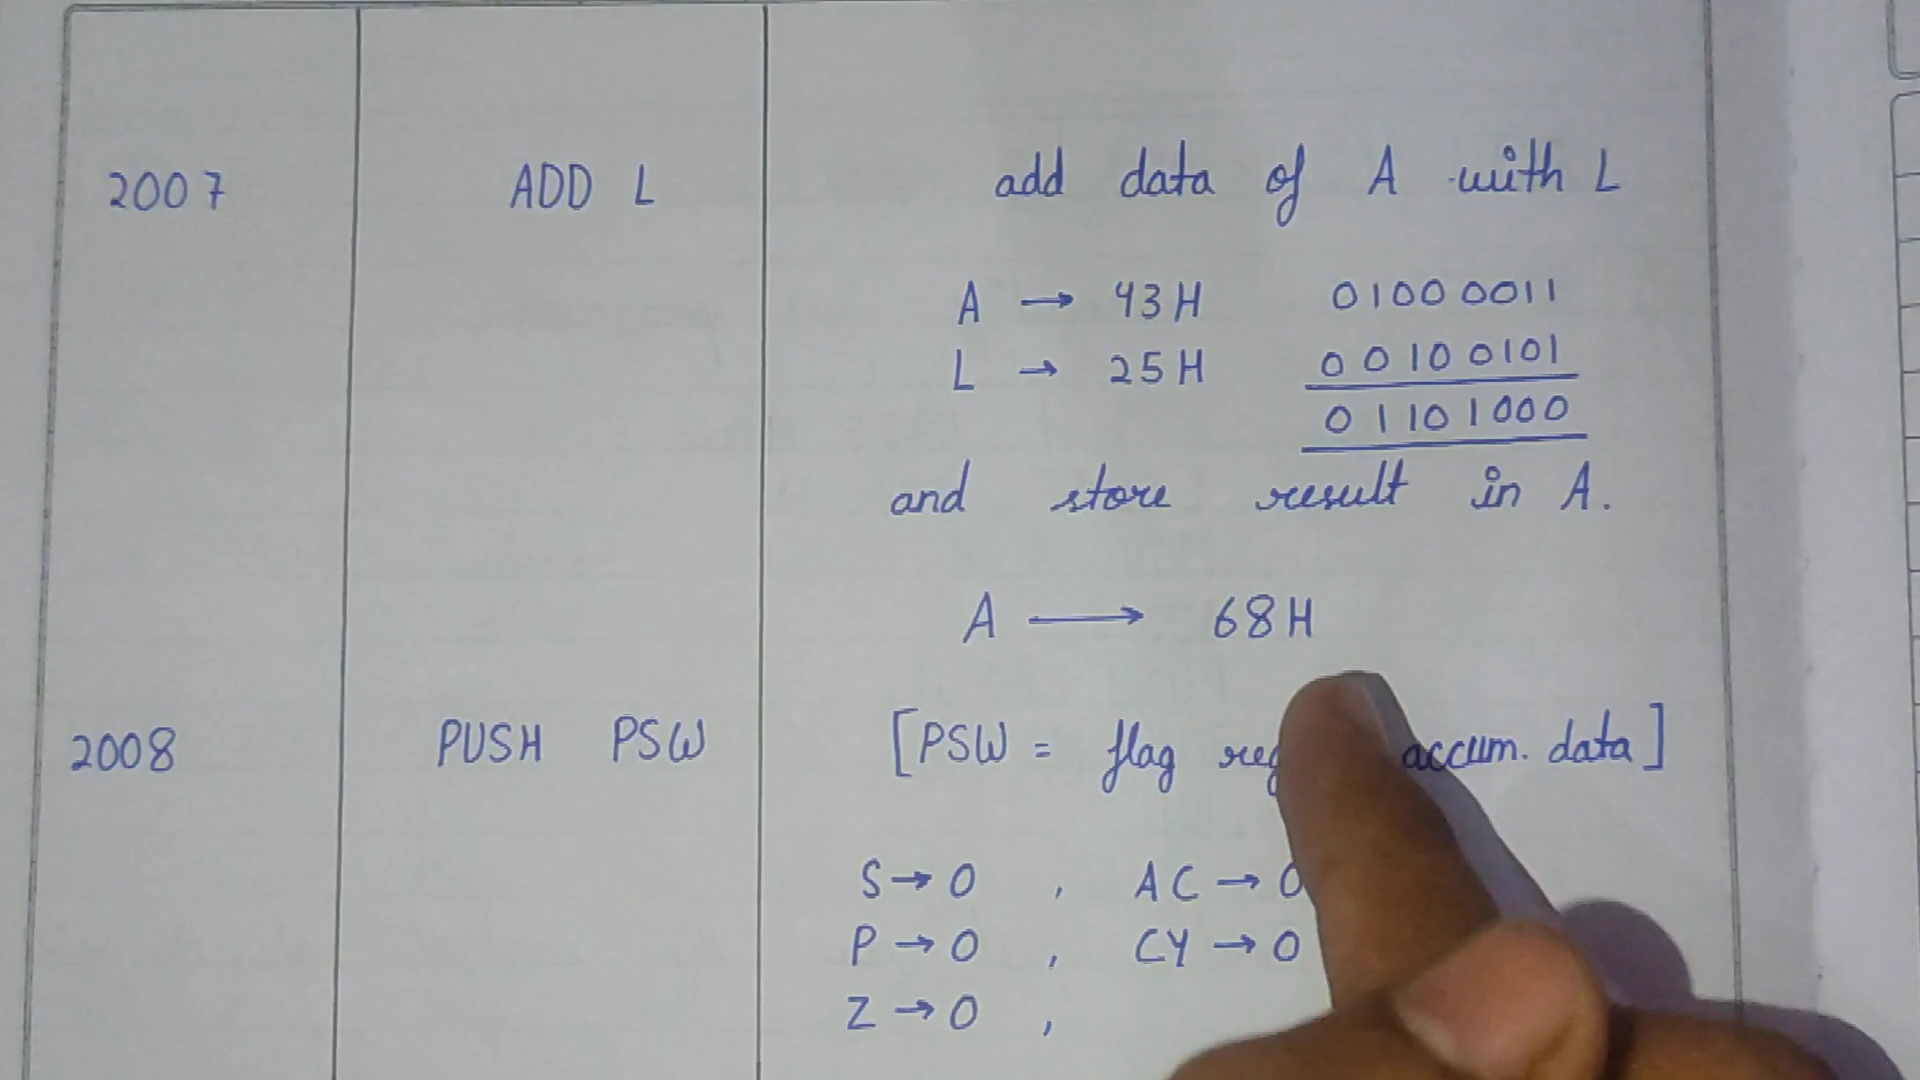 2007 ADD L add data of A with L
A → 43H 01000011
L → 25H 00100101
01101000
and store result in A.
A → 68H
2008 PUSH PSW [PSW = flag accum. data]
S → 0 , AC → 0
P → 0 , CY → 0
Z → 0 ,